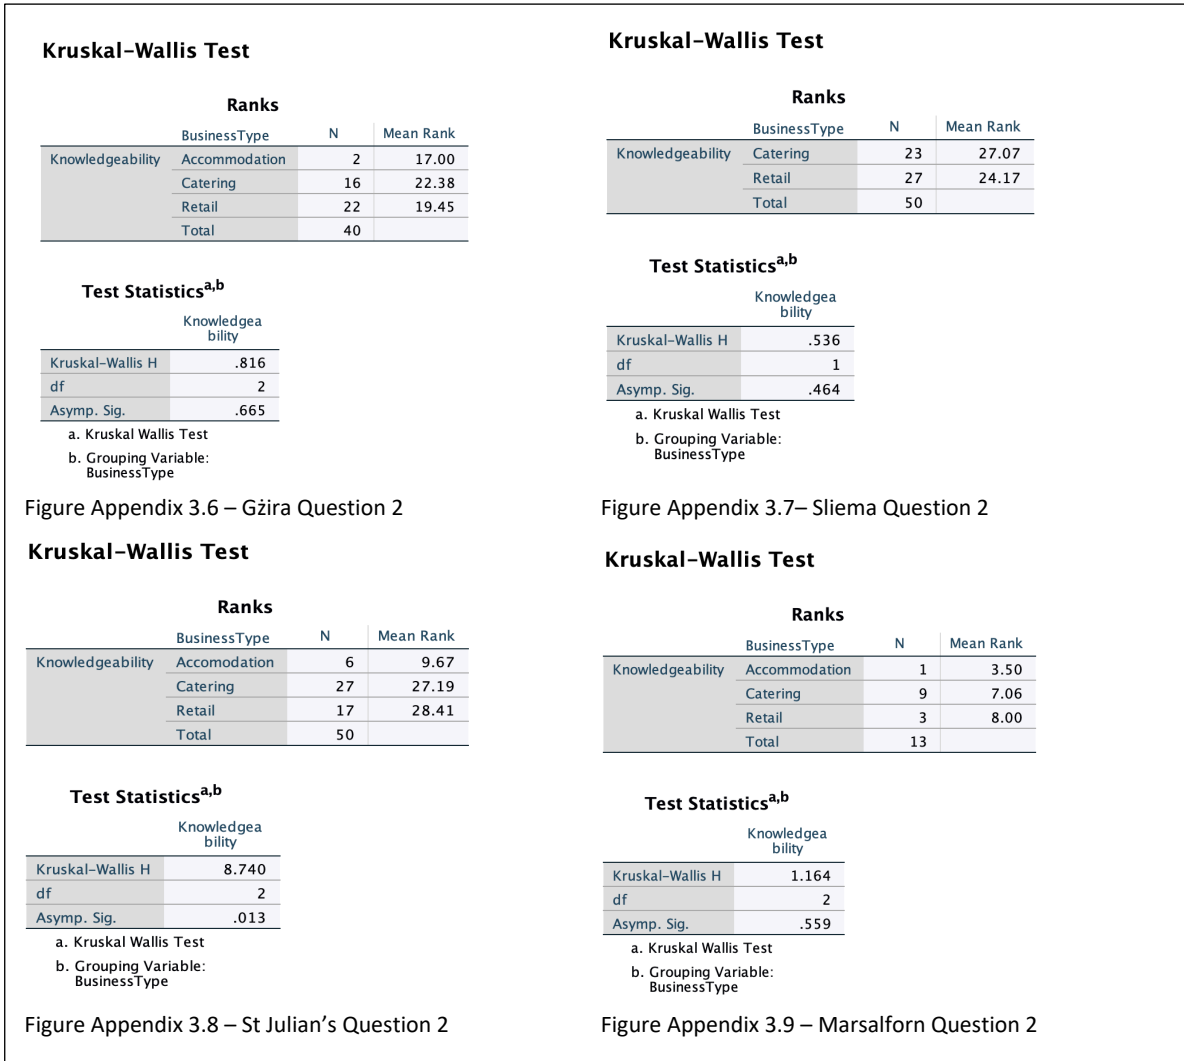 Kruskal-Wallis Test
Ranks
BusinessType N Mean Rank
Knowledgeability Accommodation 2 17.00
Catering 16 22.38
Retail 22 19.45
Total 40
Test Statistics^a,b
Knowledgea
bility
Kruskal-Wallis H .816
df 2
Asymp. Sig. .665
a. Kruskal Wallis Test
b. Grouping Variable:
BusinessType
Figure Appendix 3.6 – Gżira Question 2
Kruskal-Wallis Test
Ranks
BusinessType N Mean Rank
Knowledgeability Catering 23 27.07
Retail 27 24.17
Total 50
Test Statistics^a,b
Knowledgea
bility
Kruskal-Wallis H .536
df 1
Asymp. Sig. .464
a. Kruskal Wallis Test
b. Grouping Variable:
BusinessType
Figure Appendix 3.7– Sliema Question 2
Kruskal-Wallis Test
Ranks
BusinessType N Mean Rank
Knowledgeability Accomodation 6 9.67
Catering 27 27.19
Retail 17 28.41
Total 50
Test Statistics^a,b
Knowledgea
bility
Kruskal-Wallis H 8.740
df 2
Asymp. Sig. .013
a. Kruskal Wallis Test
b. Grouping Variable:
BusinessType
Figure Appendix 3.8 – St Julian’s Question 2
Kruskal-Wallis Test
Ranks
BusinessType N Mean Rank
Knowledgeability Accommodation 1 3.50
Catering 9 7.06
Retail 3 8.00
Total 13
Test Statistics^a,b
Knowledgea
bility
Kruskal-Wallis H 1.164
df 2
Asymp. Sig. .559
a. Kruskal Wallis Test
b. Grouping Variable:
BusinessType
Figure Appendix 3.9 – Marsalforn Question 2